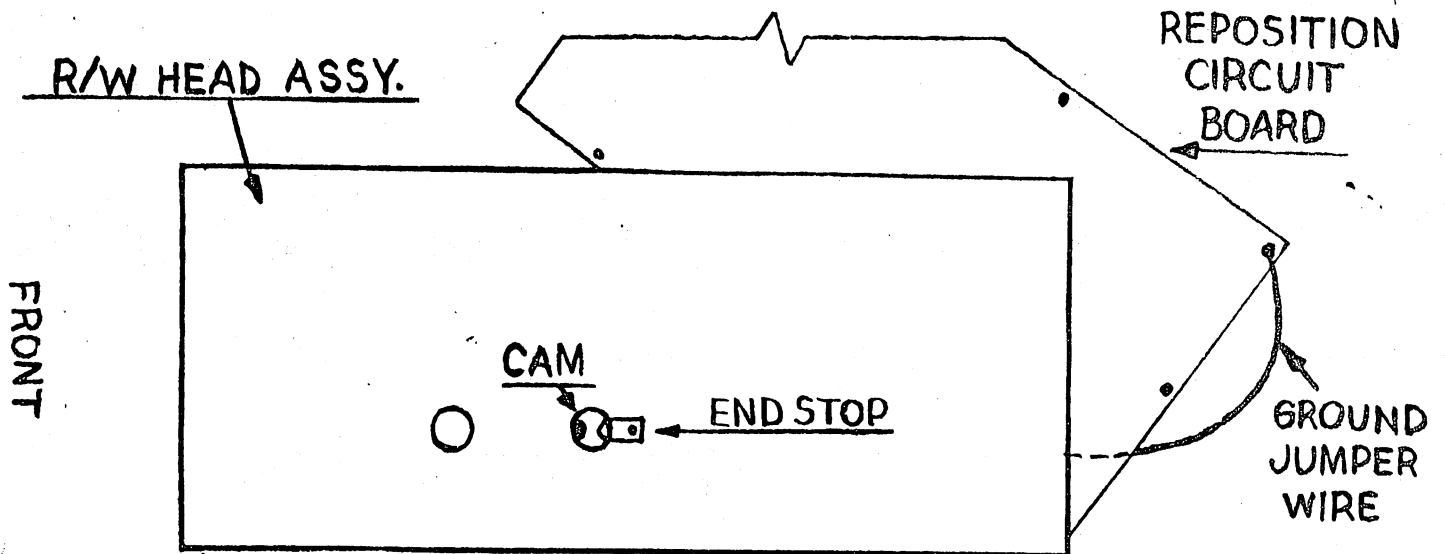 REPOSITION
CIRCUIT
BOARD
R/W HEAD ASSY.
FRONT
CAM
END STOP
GROUND
JUMPER
WIRE